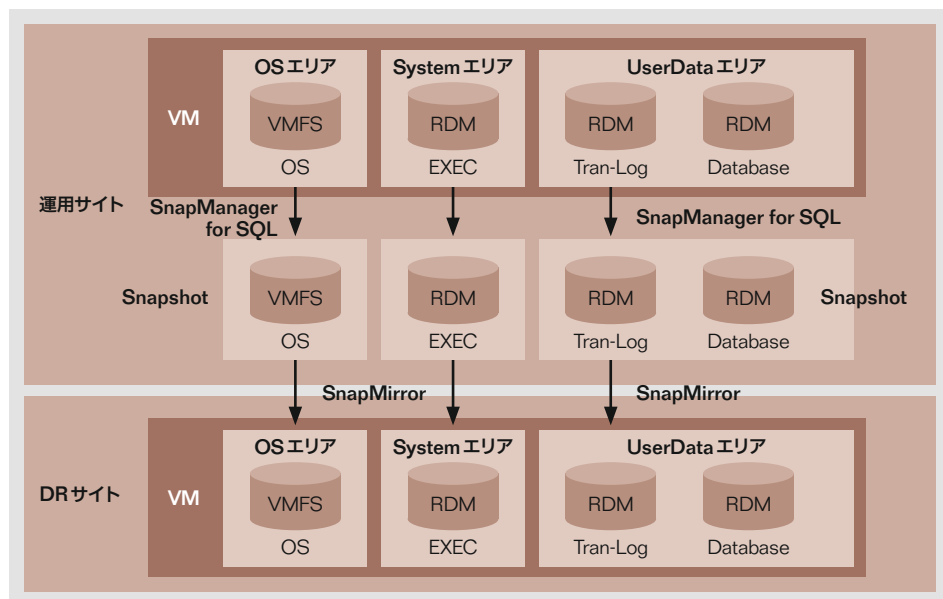 OSエリア
Systemエリア
UserDataエリア
VM
VMFS
RDM
RDM
RDM
OS
EXEC
Tran-Log
Database
運用サイト
SnapManager
for SQL
SnapManager for SQL
Snapshot
VMFS
RDM
RDM
RDM
Snapshot
OS
EXEC
Tran-Log
Database
SnapMirror
SnapMirror
OSエリア
Systemエリア
UserDataエリア
DRサイト
VM
VMFS
RDM
RDM
RDM
OS
EXEC
Tran-Log
Database